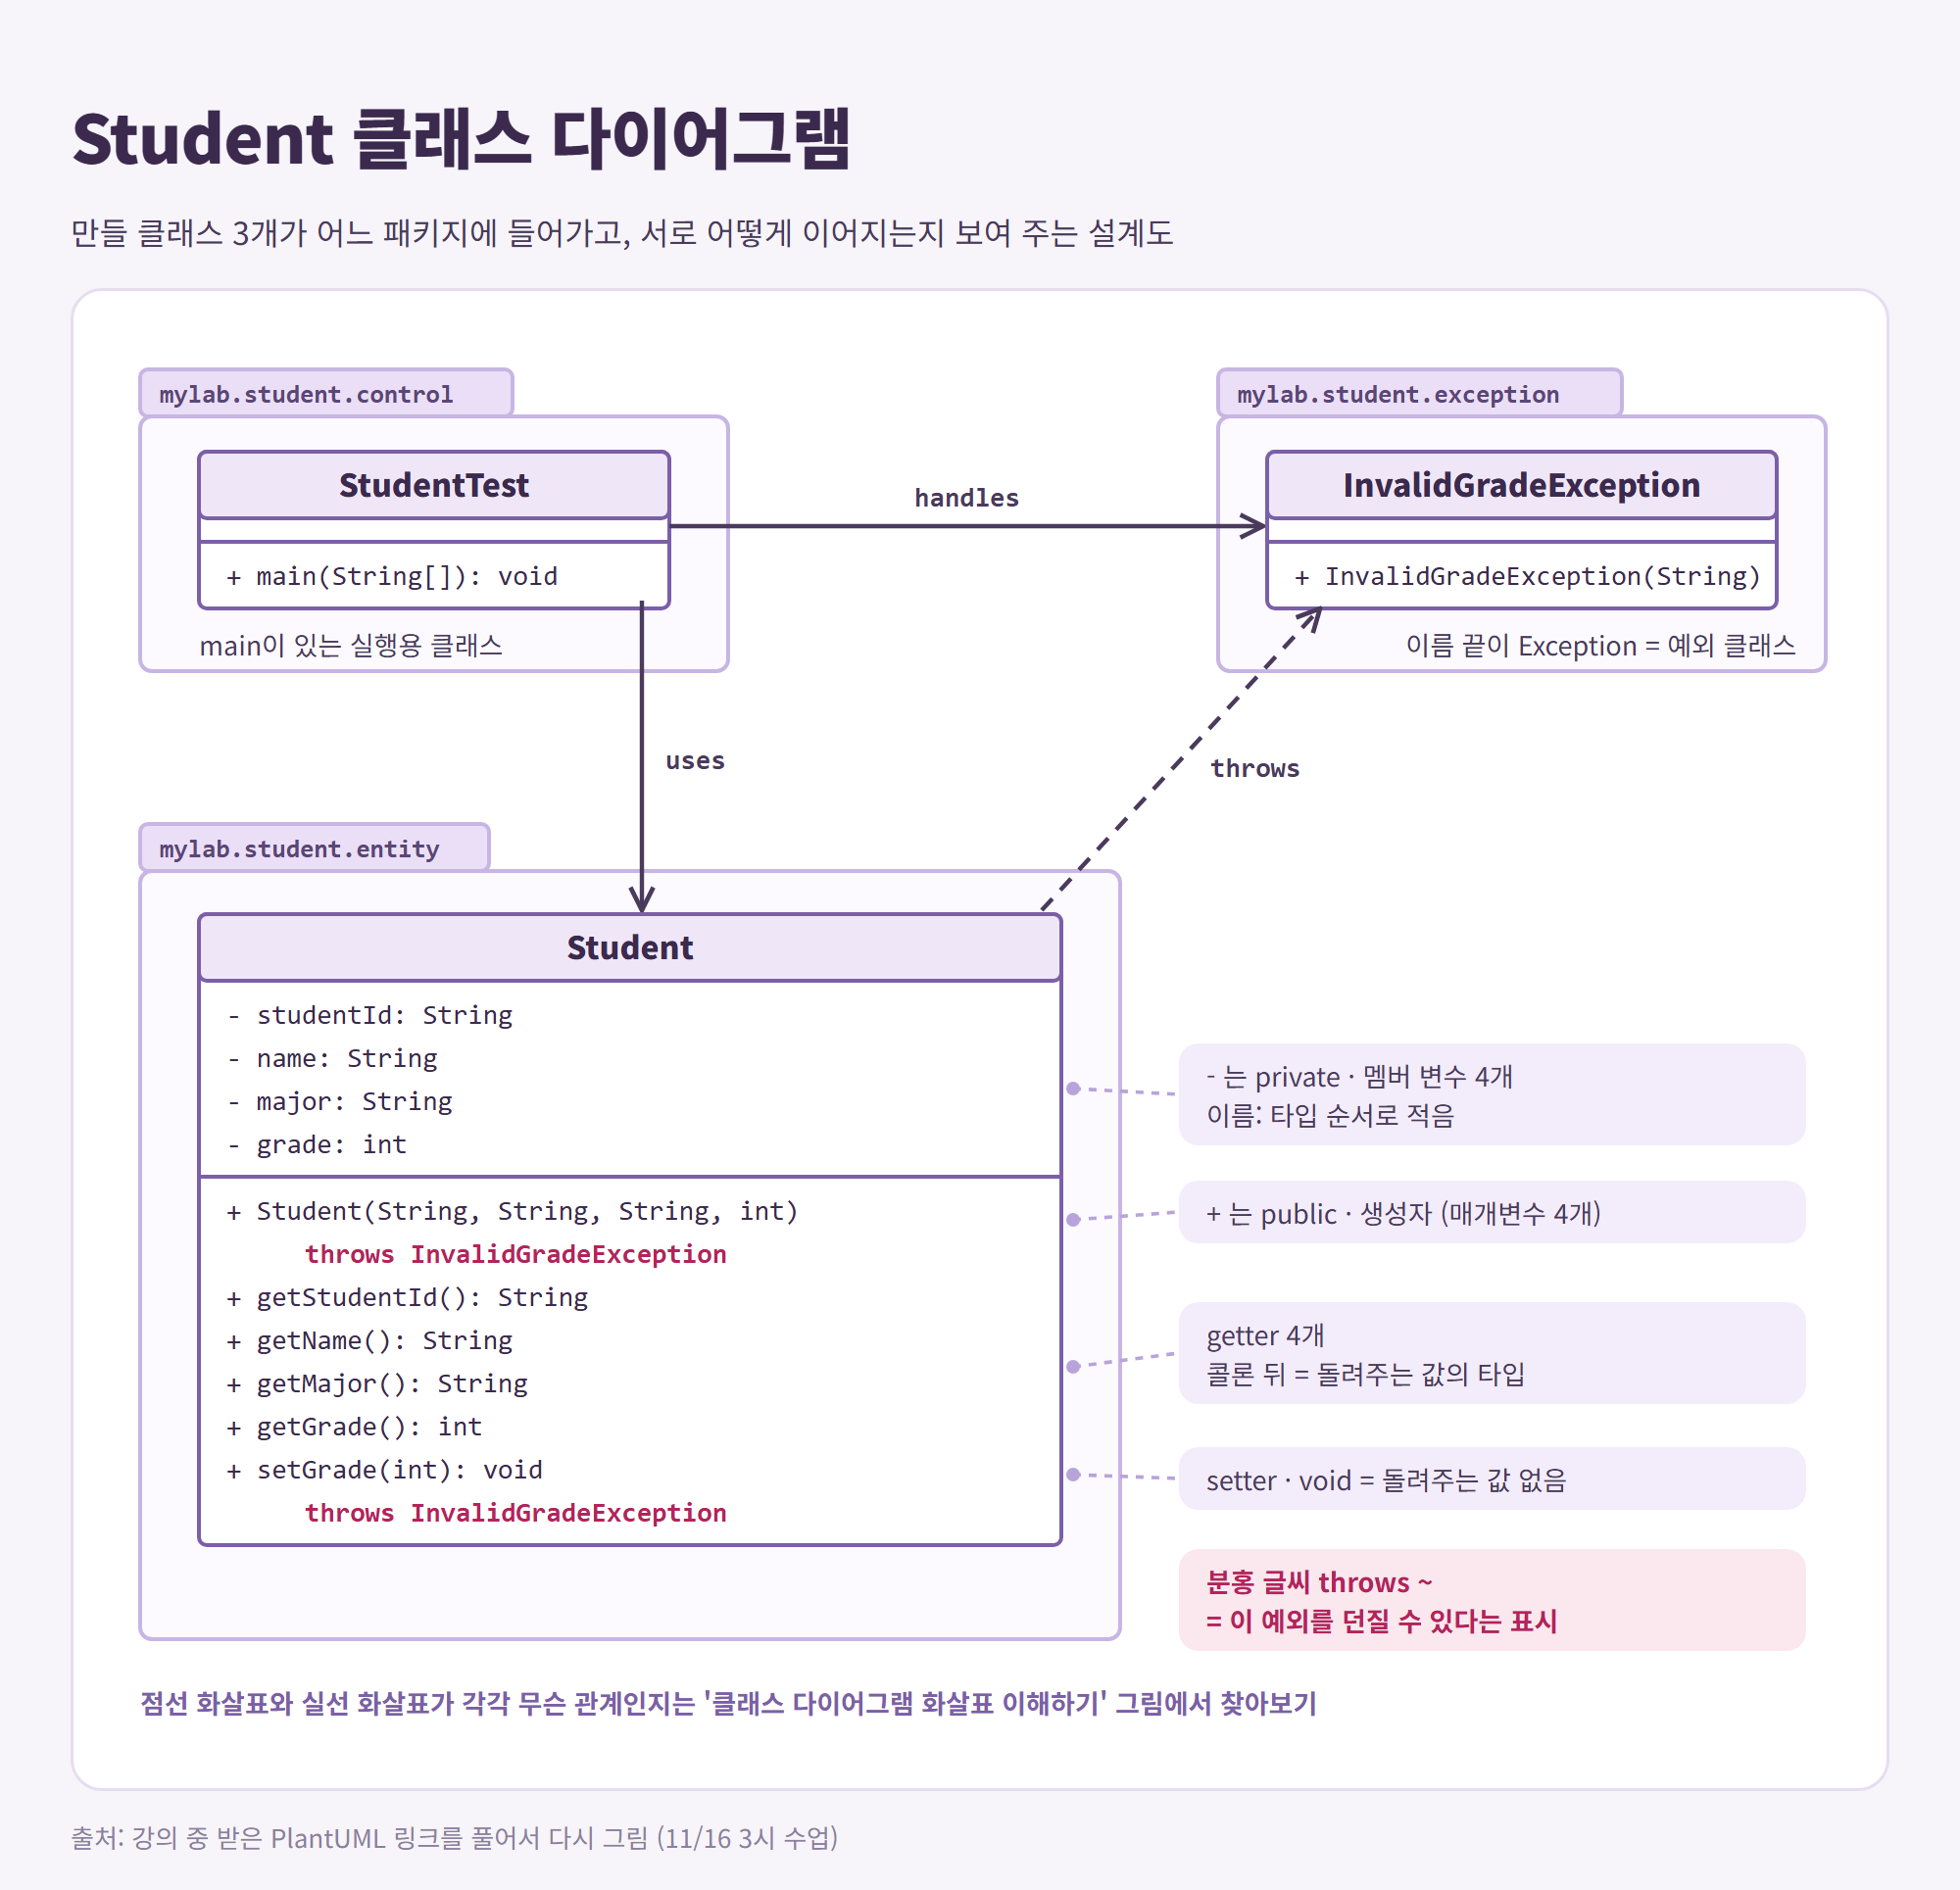 Student 클래스 다이어그램
만들 클래스 3개가 어느 패키지에 들어가고, 서로 어떻게 이어지는지 보여 주는 설계도
mylab.student.control
StudentTest
+ main(String[]): void
main이 있는 실행용 클래스
handles
mylab.student.exception
InvalidGradeException
+ InvalidGradeException(String)
이름 끝이 Exception = 예외 클래스
uses
throws
mylab.student.entity
Student
- studentId: String
- name: String
- major: String
- grade: int
+ Student(String, String, String, int)
throws InvalidGradeException
+ getStudentId(): String
+ getName(): String
+ getMajor(): String
+ getGrade(): int
+ setGrade(int): void
throws InvalidGradeException
- 는 private · 멤버 변수 4개
이름: 타입 순서로 적음
+ 는 public · 생성자 (매개변수 4개)
getter 4개
콜론 뒤 = 돌려주는 값의 타입
setter · void = 돌려주는 값 없음
분홍 글씨 throws ~
= 이 예외를 던질 수 있다는 표시
점선 화살표와 실선 화살표가 각각 무슨 관계인지는 '클래스 다이어그램 화살표 이해하기' 그림에서 찾아보기
출처: 강의 중 받은 PlantUML 링크를 풀어서 다시 그림 (11/16 3시 수업)